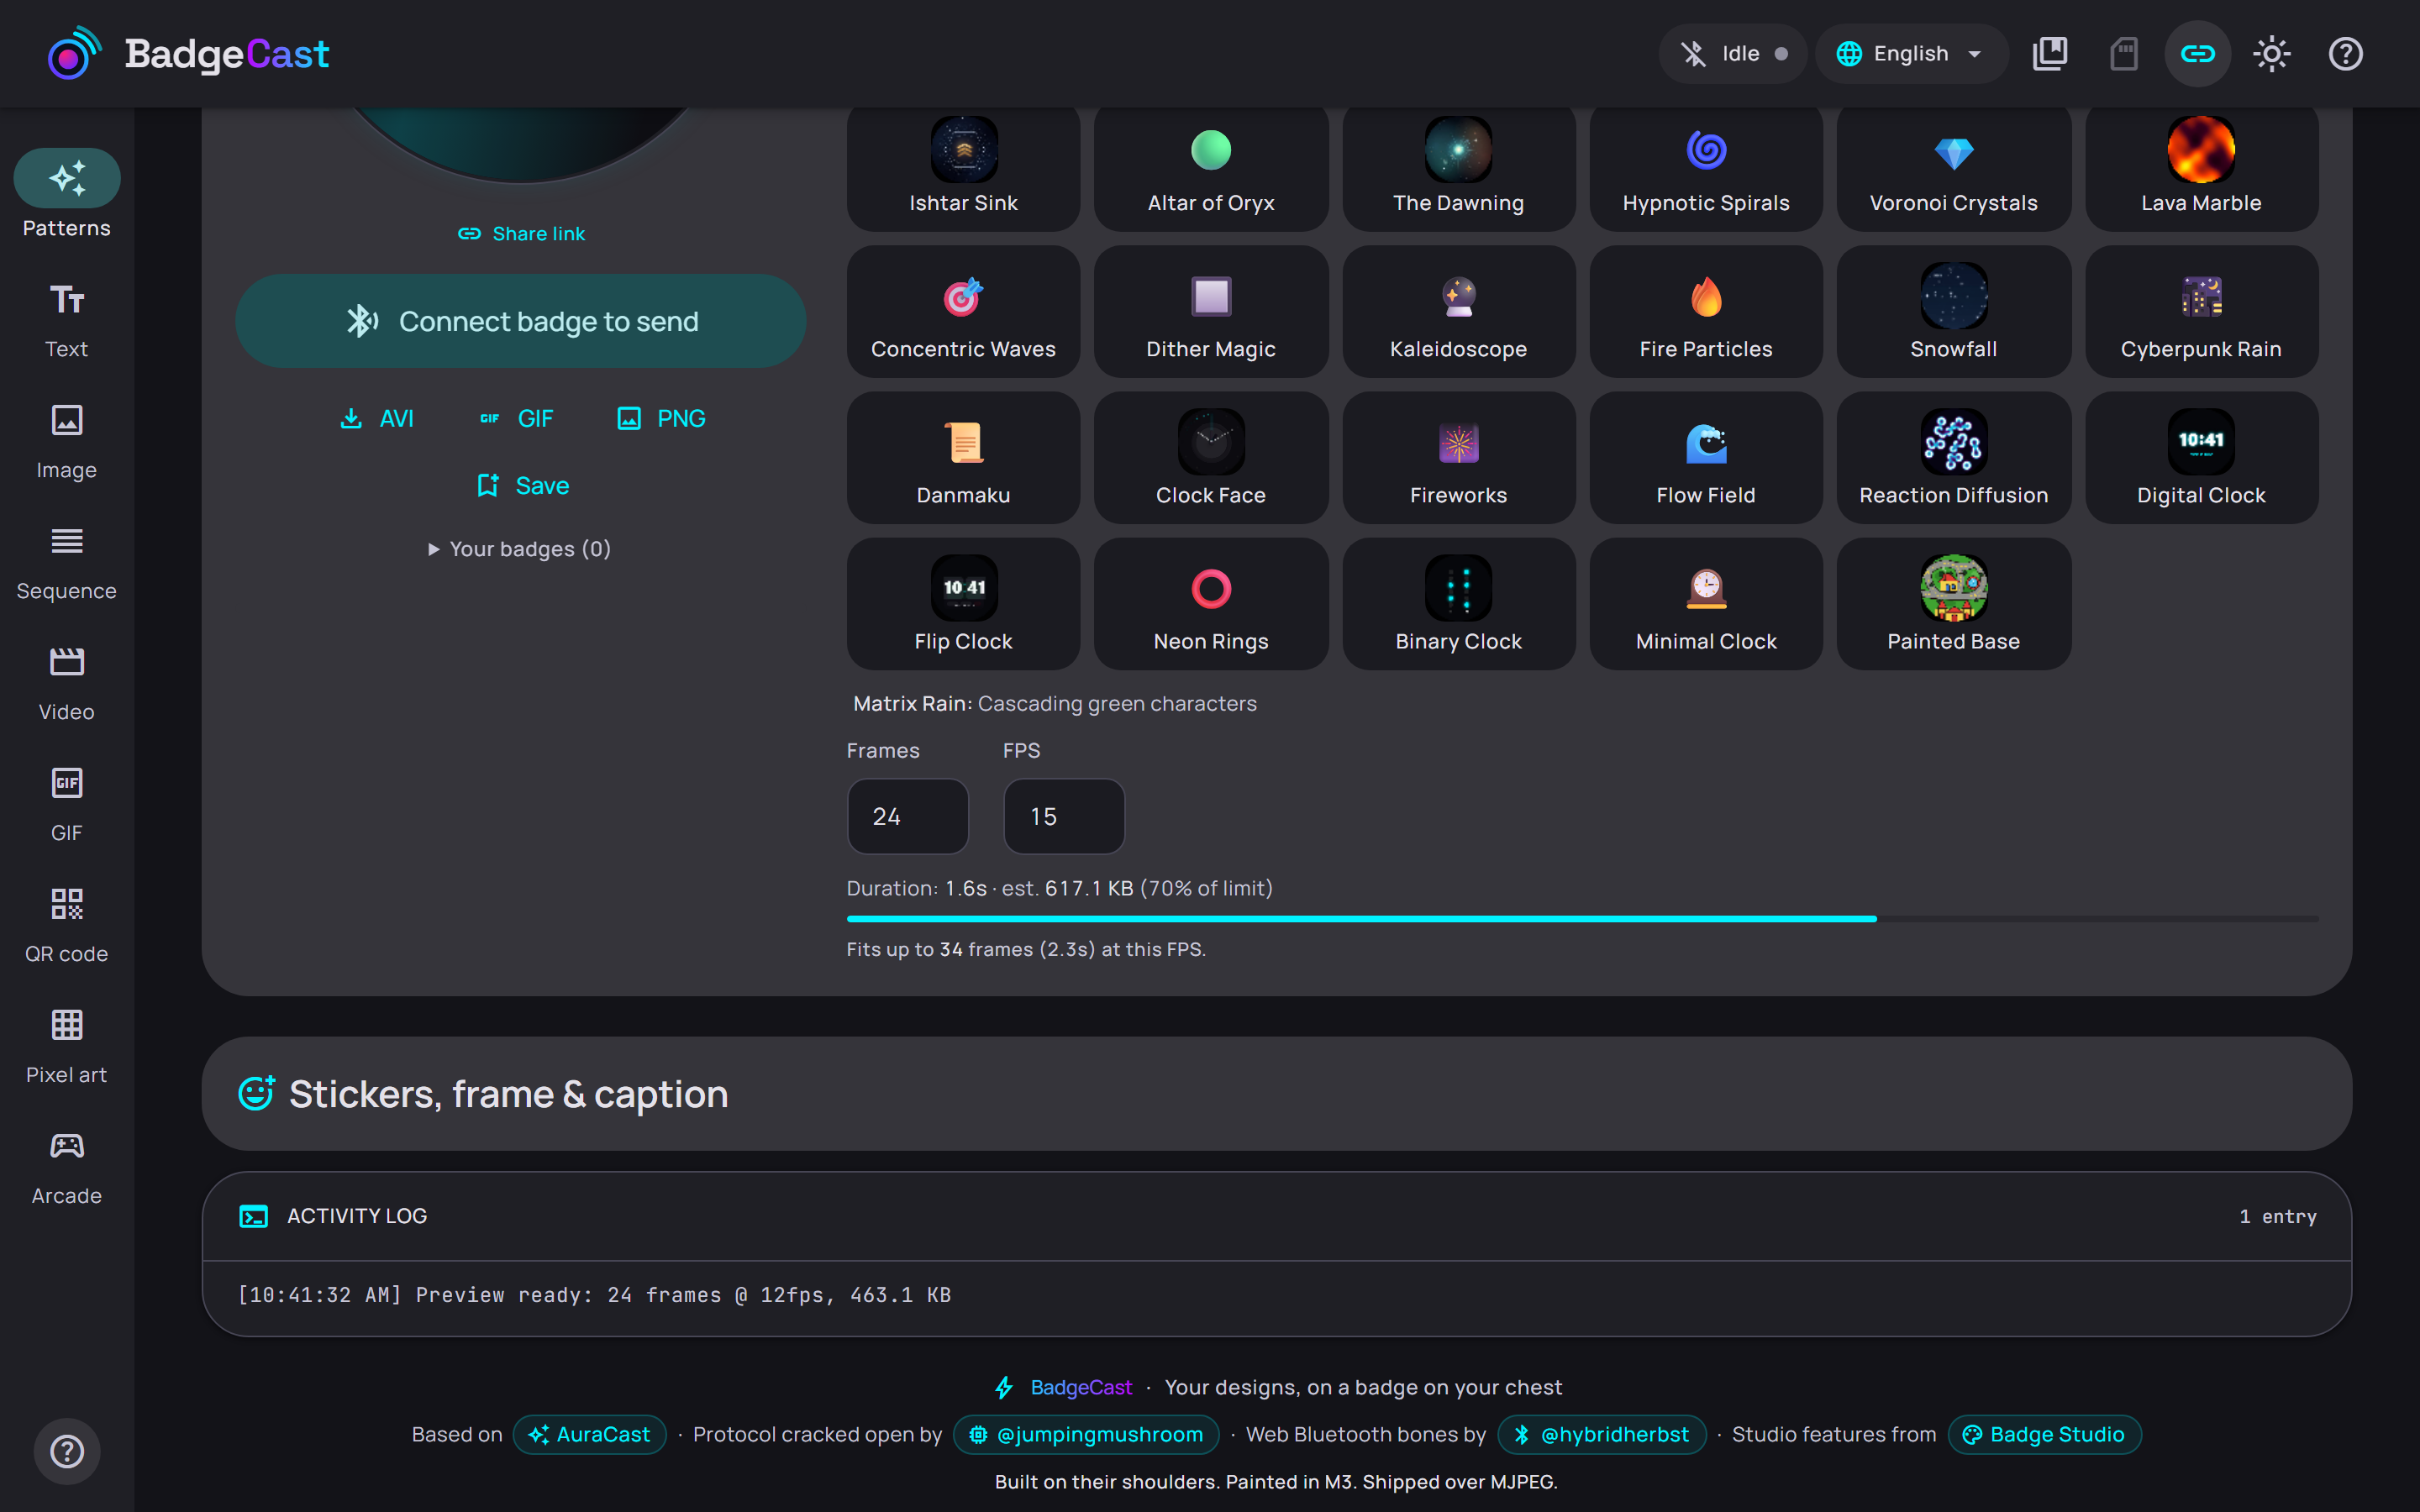 BadgeCast
Idle
English
Patterns
Text
Image
Sequence
Video
GIF
QR code
Pixel art
Arcade
Share link
Connect badge to send
AVI
GIF
GIF
PNG
Save
Your badges (0)
Ishtar Sink
Altar of Oryx
The Dawning
Hypnotic Spirals
Voronoi Crystals
Lava Marble
Concentric Waves
Dither Magic
Kaleidoscope
Fire Particles
Snowfall
Cyberpunk Rain
Danmaku
Clock Face
Fireworks
Flow Field
Reaction Diffusion
10:41
Digital Clock
10 41
Flip Clock
Neon Rings
Binary Clock
Minimal Clock
Painted Base
Matrix Rain: Cascading green characters
Frames
FPS
24
15
Duration: 1.6s · est. 617.1 KB (70% of limit)
Fits up to 34 frames (2.3s) at this FPS.
Stickers, frame & caption
ACTIVITY LOG
1 entry
[10:41:32 AM] Preview ready: 24 frames @ 12fps, 463.1 KB
BadgeCast · Your designs, on a badge on your chest
Based on AuraCast · Protocol cracked open by @jumpingmushroom · Web Bluetooth bones by @hybridherbst · Studio features from Badge Studio
Built on their shoulders. Painted in M3. Shipped over MJPEG.